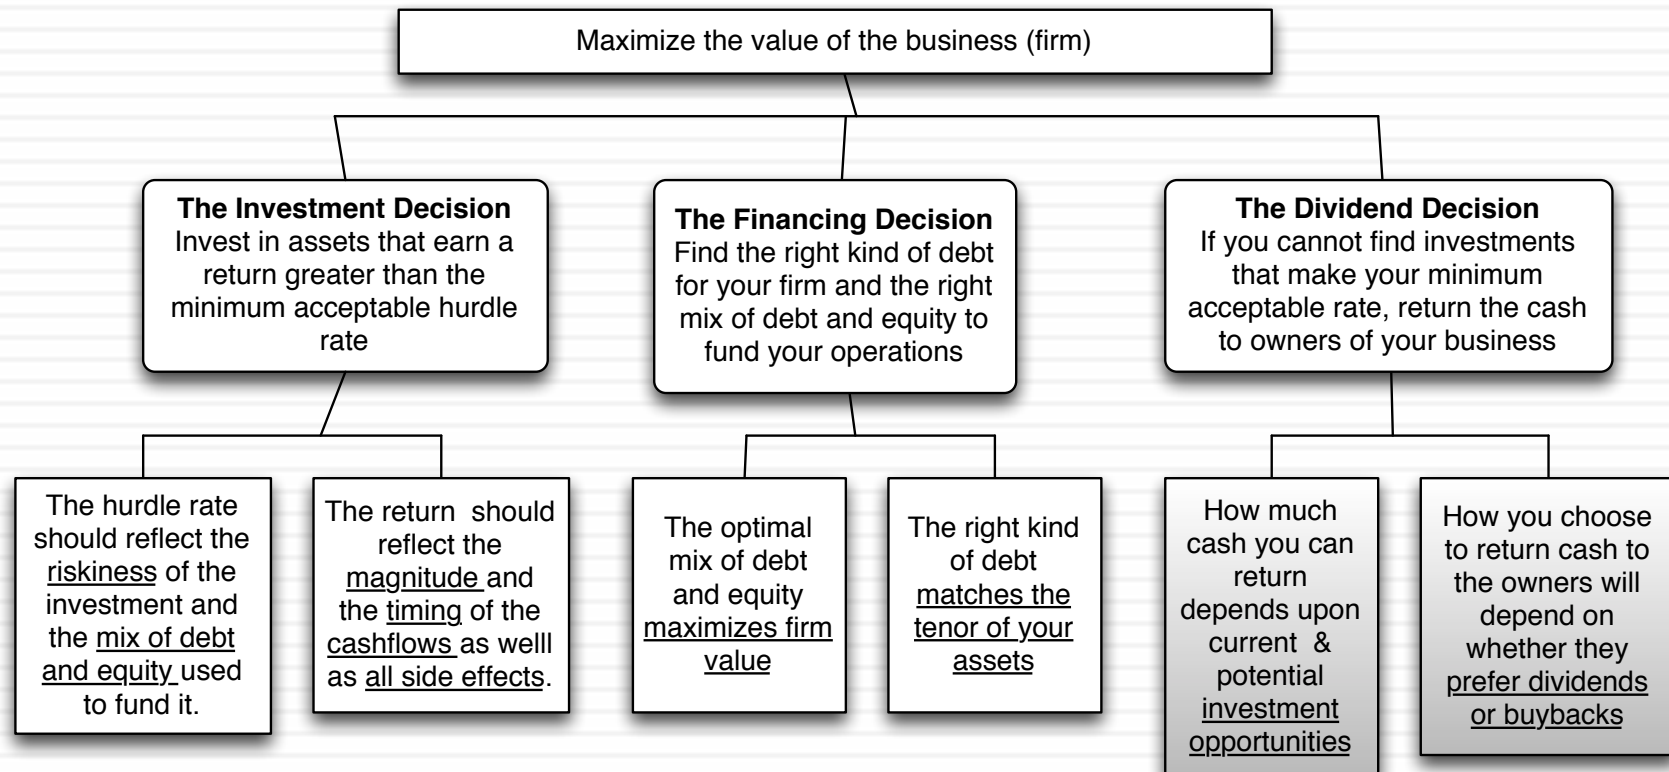 Maximize the value of the business (firm)
The Investment Decision
Invest in assets that earn a
return greater than the
minimum acceptable hurdle
rate
The Financing Decision
Find the right kind of debt
for your firm and the right
mix of debt and equity to
fund your operations
The Dividend Decision
If you cannot find investments
that make your minimum
acceptable rate, return the cash
to owners of your business
The hurdle rate
should reflect the
riskiness of the
investment and
the mix of debt
and equity used
to fund it.
The return should
reflect the
magnitude and
the timing of the
cashflows as welll
as all side effects.
The optimal
mix of debt
and equity
maximizes firm
value
The right kind
of debt
matches the
tenor of your
assets
How much
cash you can
return
depends upon
current &
potential
investment
opportunities
How you choose
to return cash to
the owners will
depend on
whether they
prefer dividends
or buybacks